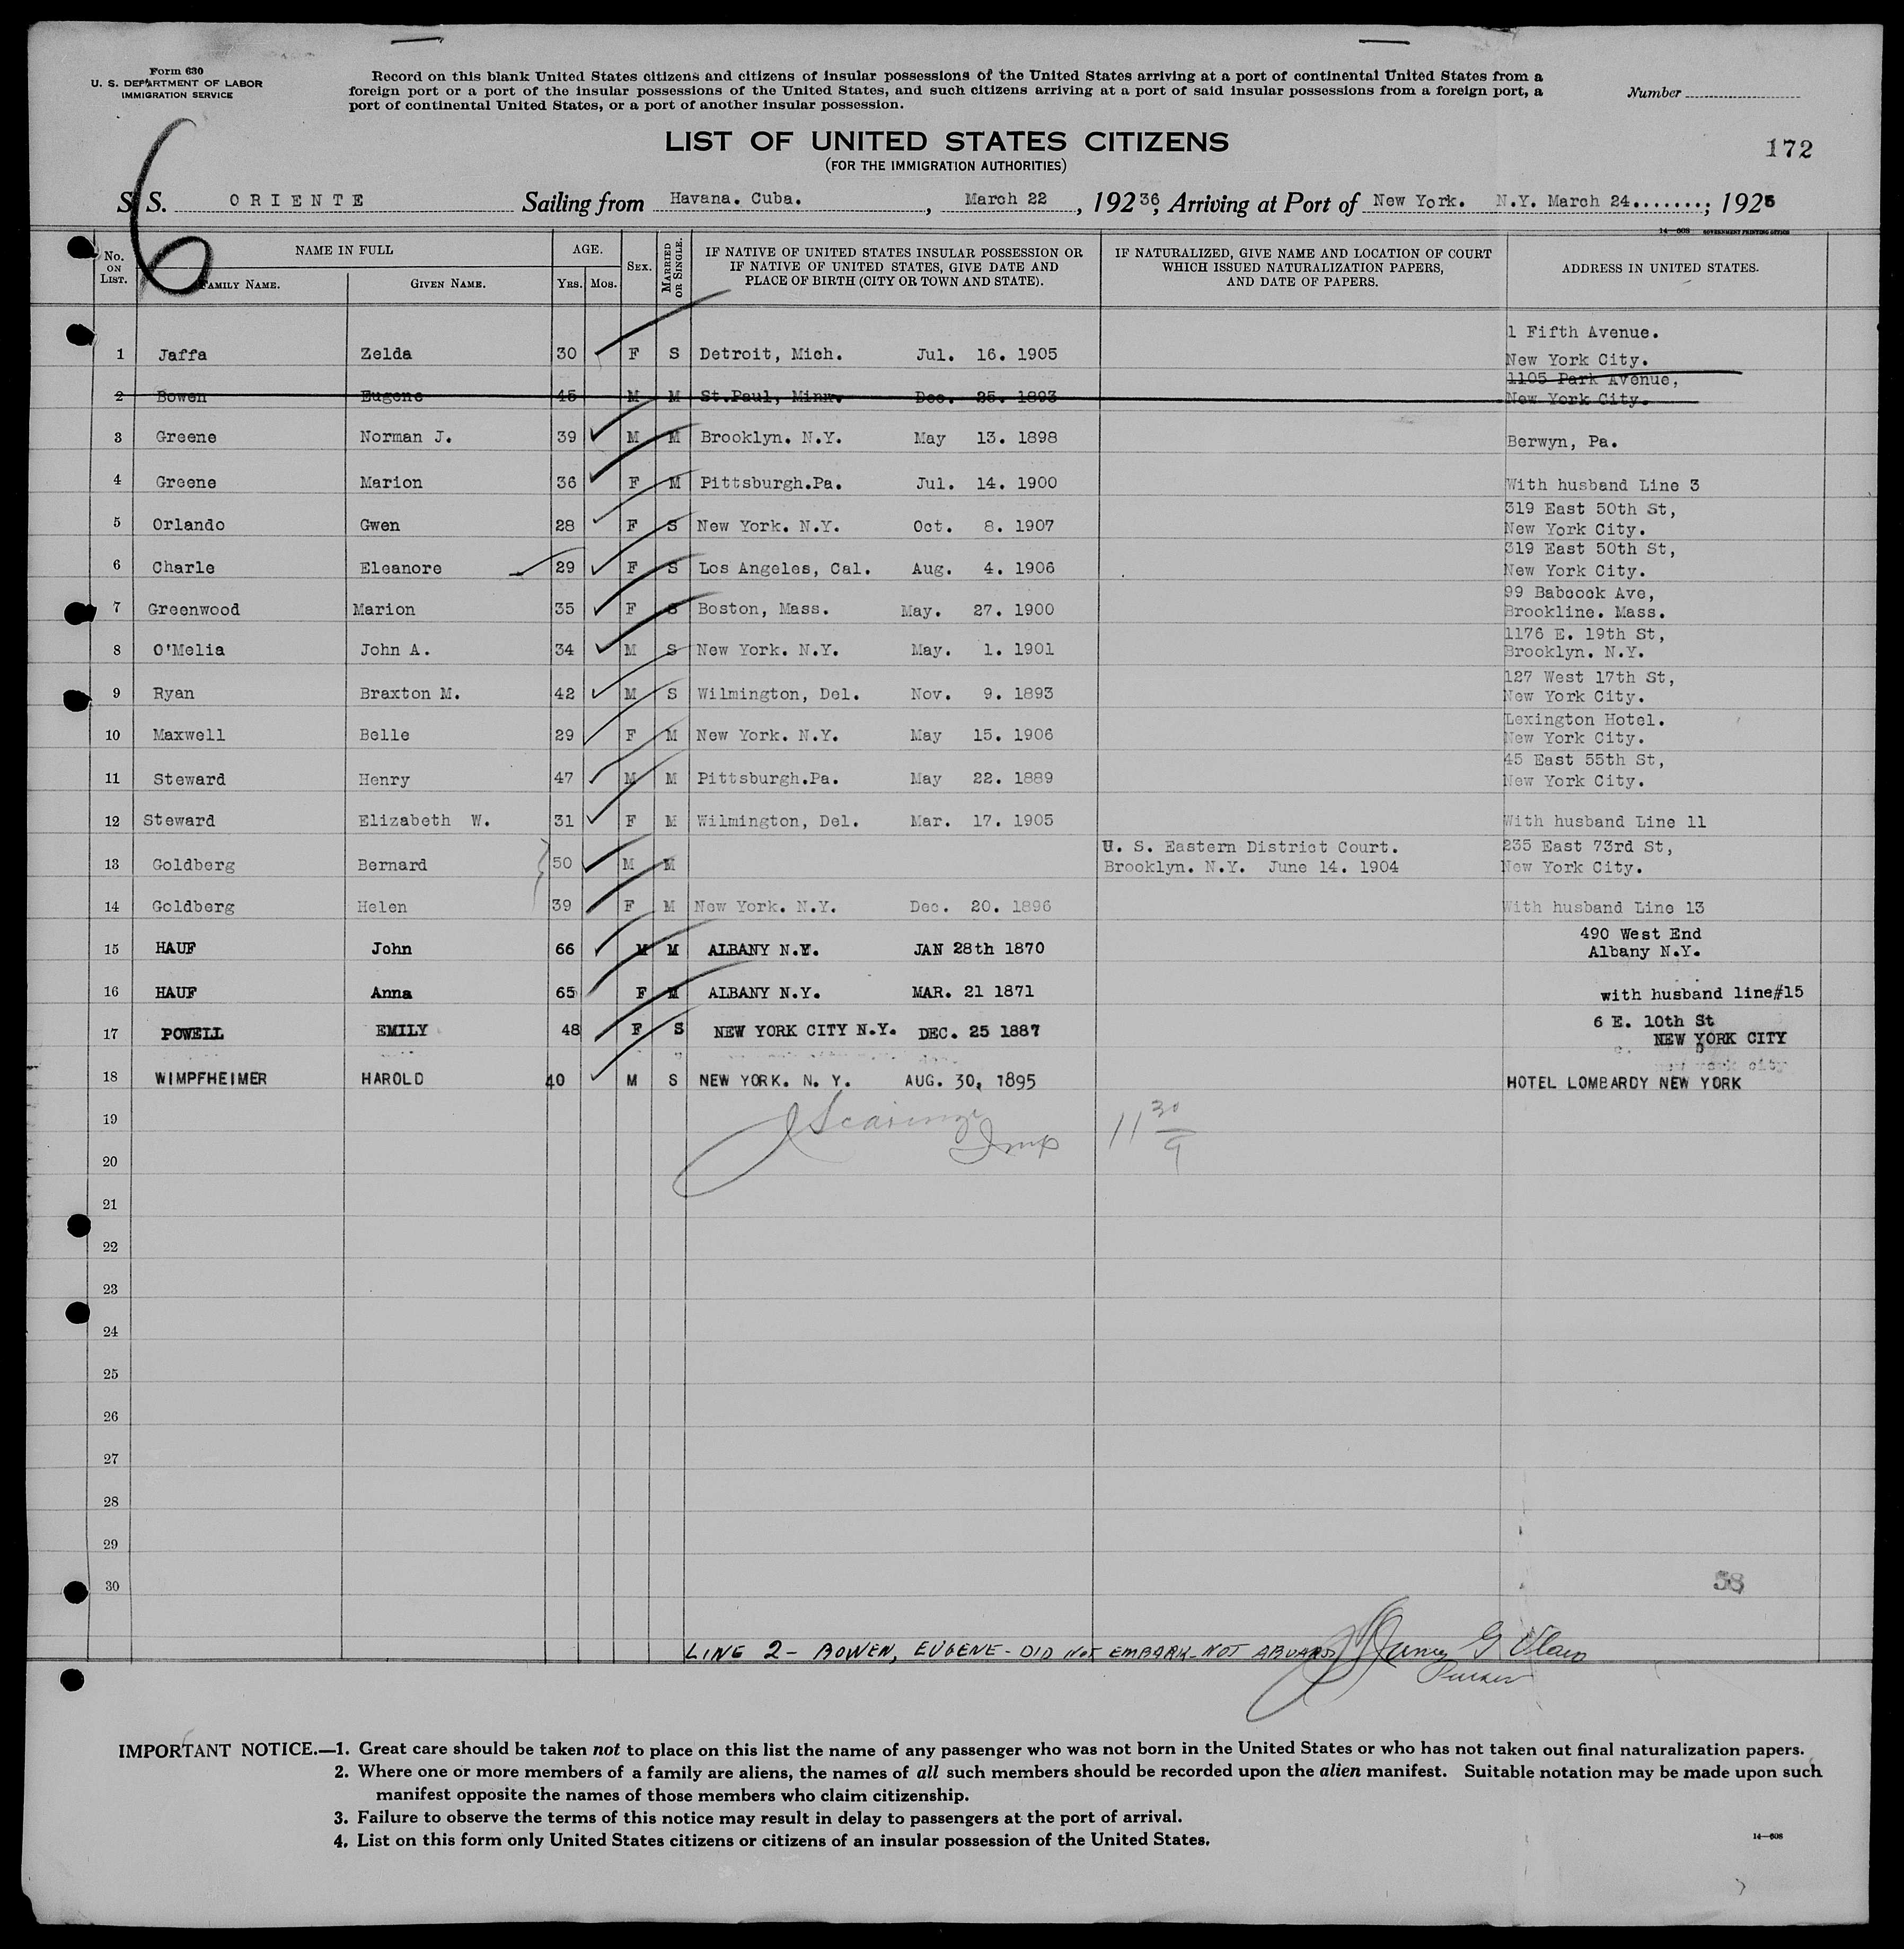 Form 630
U. S. DEPARTMENT OF LABOR
IMMIGRATION SERVICE
Record on this blank United States citizens and citizens of insular possessions of the United States arriving at a port of continental United States from a
foreign port or a port of the insular possessions of the United States, and such citizens arriving at a port of said insular possessions from a foreign port, a
port of continental United States, or a port of another insular possession.
Number
6
LIST OF UNITED STATES CITIZENS
(FOR THE IMMIGRATION AUTHORITIES)
172
S. S. ORIENTE Sailing from Havana. Cuba., March 22, 192 36, Arriving at Port of New York. N.Y. March 24.......; 192
14—608 GOVERNMENT PRINTING OFFICE
No. ON LIST. NAME IN FULL AGE. SEX. MARRIED OR SINGLE. IF NATIVE OF UNITED STATES INSULAR POSSESSION OR IF NATIVE OF UNITED STATES, GIVE DATE AND PLACE OF BIRTH (CITY OR TOWN AND STATE). IF NATURALIZED, GIVE NAME AND LOCATION OF COURT WHICH ISSUED NATURALIZATION PAPERS, AND DATE OF PAPERS. ADDRESS IN UNITED STATES.
FAMILY NAME. GIVEN NAME. YRS. MOS.
1 Fifth Avenue.
1 Jaffa Zelda 30 F S Detroit, Mich. Jul. 16. 1905 New York City.
1105 Park Avenue,
2 Bowen Eugene 45 M M St.Paul, Minn. Dec. 25. 1893 New York City.
3 Greene Norman J. 39 M M Brooklyn. N.Y. May 13. 1898 Berwyn, Pa.
4 Greene Marion 36 F M Pittsburgh.Pa. Jul. 14. 1900 With husband Line 3
319 East 50th St,
5 Orlando Gwen 28 F S New York. N.Y. Oct. 8. 1907 New York City.
319 East 50th St,
6 Charle Eleanore 29 F S Los Angeles, Cal. Aug. 4. 1906 New York City.
99 Babcock Ave,
7 Greenwood Marion 35 F S Boston, Mass. May. 27. 1900 Brookline. Mass.
1176 E. 19th St,
8 O'Melia John A. 34 M S New York. N.Y. May. 1. 1901 Brooklyn. N.Y.
127 West 17th St,
9 Ryan Braxton M. 42 M S Wilmington, Del. Nov. 9. 1893 New York City.
Lexington Hotel.
10 Maxwell Belle 29 F M New York. N.Y. May 15. 1906 New York City.
45 East 55th St,
11 Steward Henry 47 M M Pittsburgh.Pa. May 22. 1889 New York City.
12 Steward Elizabeth W. 31 F M Wilmington, Del. Mar. 17. 1905 With husband Line 11
U. S. Eastern District Court. 235 East 73rd St,
13 Goldberg Bernard 50 M M Brooklyn. N.Y. June 14. 1904 New York City.
14 Goldberg Helen 39 F M New York. N.Y. Dec. 20. 1896 With husband Line 13
490 West End
15 HAUF John 66 M M ALBANY N.Y. JAN 28th 1870 Albany N.Y.
16 HAUF Anna 65 F M ALBANY N.Y. MAR. 21 1871 with husband line#15
6 E. 10th St
17 POWELL EMILY 48 F S NEW YORK CITY N.Y. DEC. 25 1887 NEW YORK CITY
new york city
18 WIMPFHEIMER HAROLD 40 M S NEW YORK. N. Y. AUG. 30, 1895 HOTEL LOMBARDY NEW YORK
19
Insp 11 30/9
20
21
22
23
24
25
26
27
28
29
30
58
LINE 2 - BOWEN, EUGENE - DID NOT EMBARK - NOT ABOARD
Purser
IMPORTANT NOTICE.—1. Great care should be taken not to place on this list the name of any passenger who was not born in the United States or who has not taken out final naturalization papers.
2. Where one or more members of a family are aliens, the names of all such members should be recorded upon the alien manifest. Suitable notation may be made upon such
manifest opposite the names of those members who claim citizenship.
3. Failure to observe the terms of this notice may result in delay to passengers at the port of arrival.
4. List on this form only United States citizens or citizens of an insular possession of the United States.
14—608